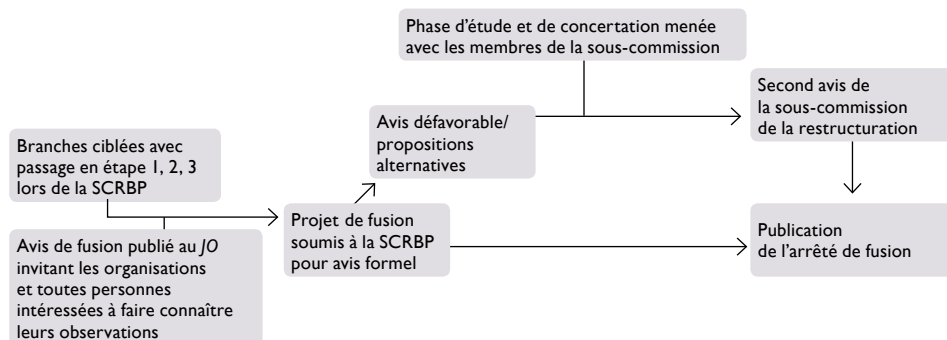 Phase d’étude et de concertation menée
avec les membres de la sous-commission
Second avis de
la sous-commission
de la restructuration
Avis défavorable/
propositions
alternatives
Branches ciblées avec
passage en étape 1, 2, 3
lors de la SCRBP
Projet de fusion
soumis à la SCRBP
pour avis formel
Publication
de l’arrêté de fusion
Avis de fusion publié au JO
invitant les organisations
et toutes personnes
intéressées à faire connaître
leurs observations